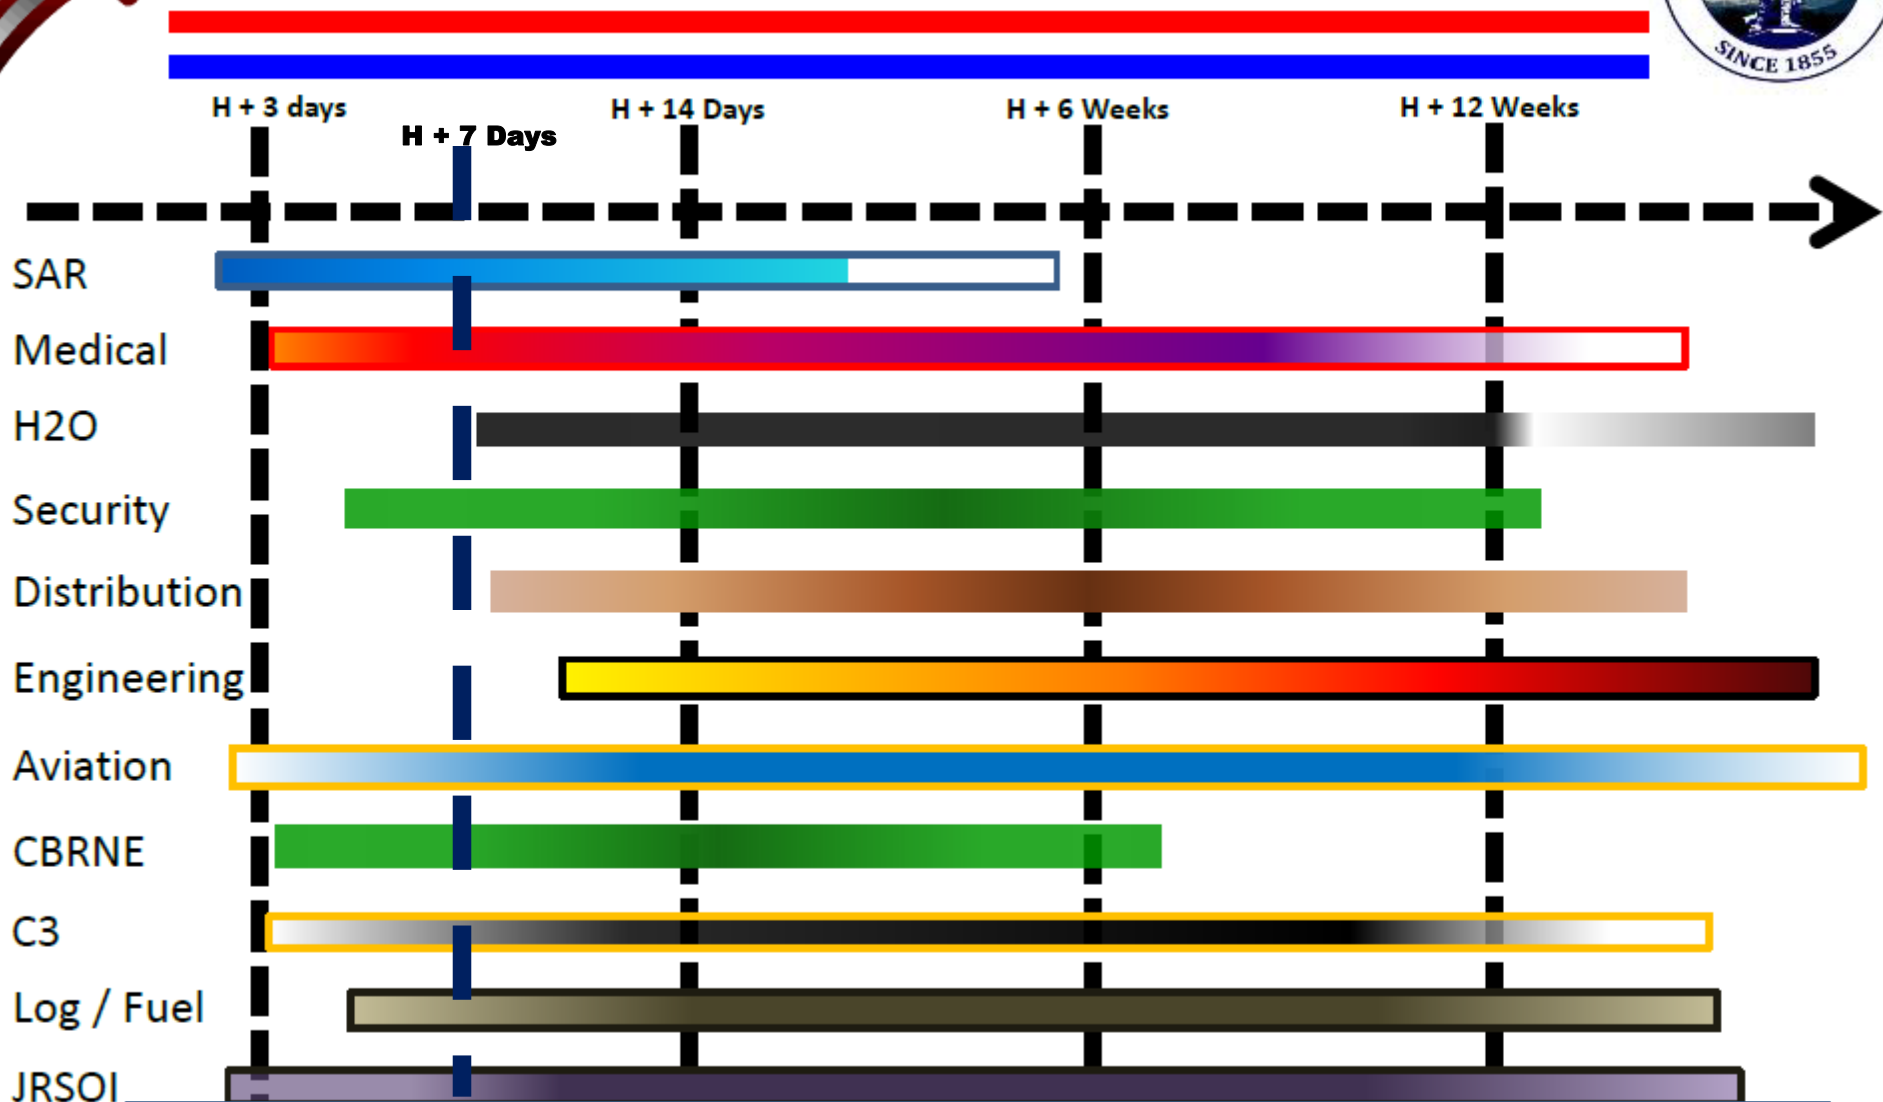 SINCE 1855
H + 3 days
H + 7 Days
H + 14 Days
H + 6 Weeks
H + 12 Weeks
SAR
Medical
H2O
Security
Distribution
Engineering
Aviation
CBRNE
C3
Log / Fuel
JRSOI